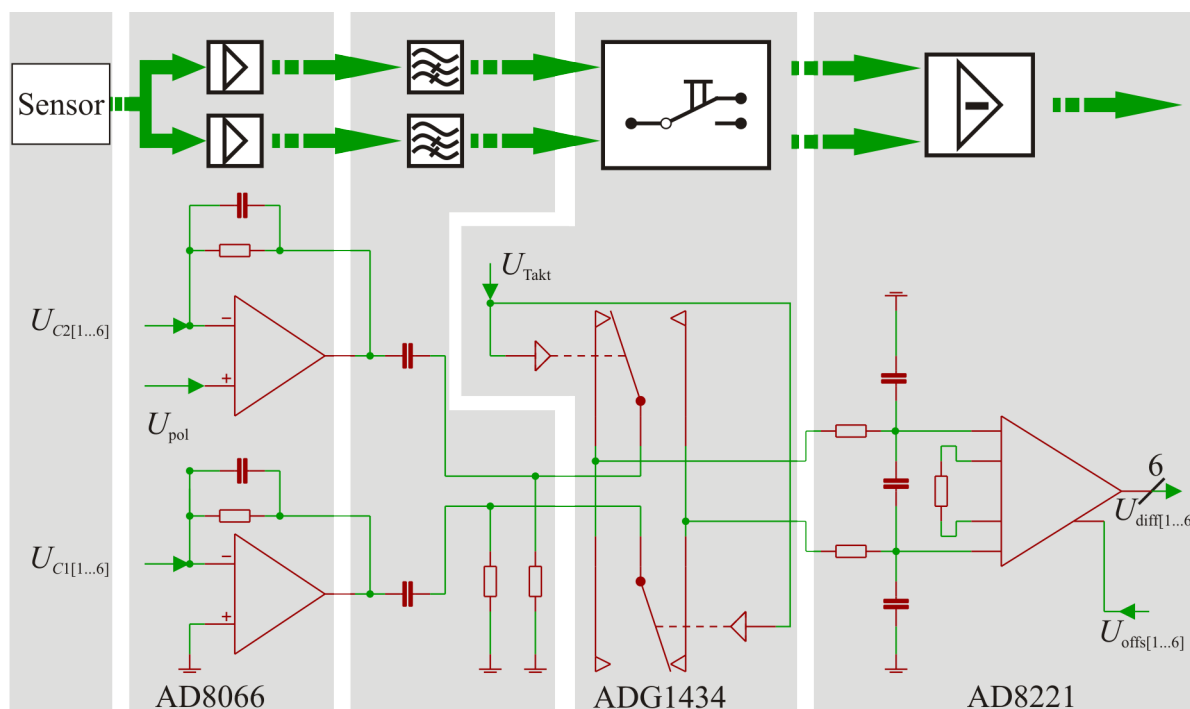 Sensor
U_Takt
U_C2[1...6]
U_pol
6
U_diff[1...6
U_C1[1...6]
U_offs[1...6]
AD8066
ADG1434
AD8221